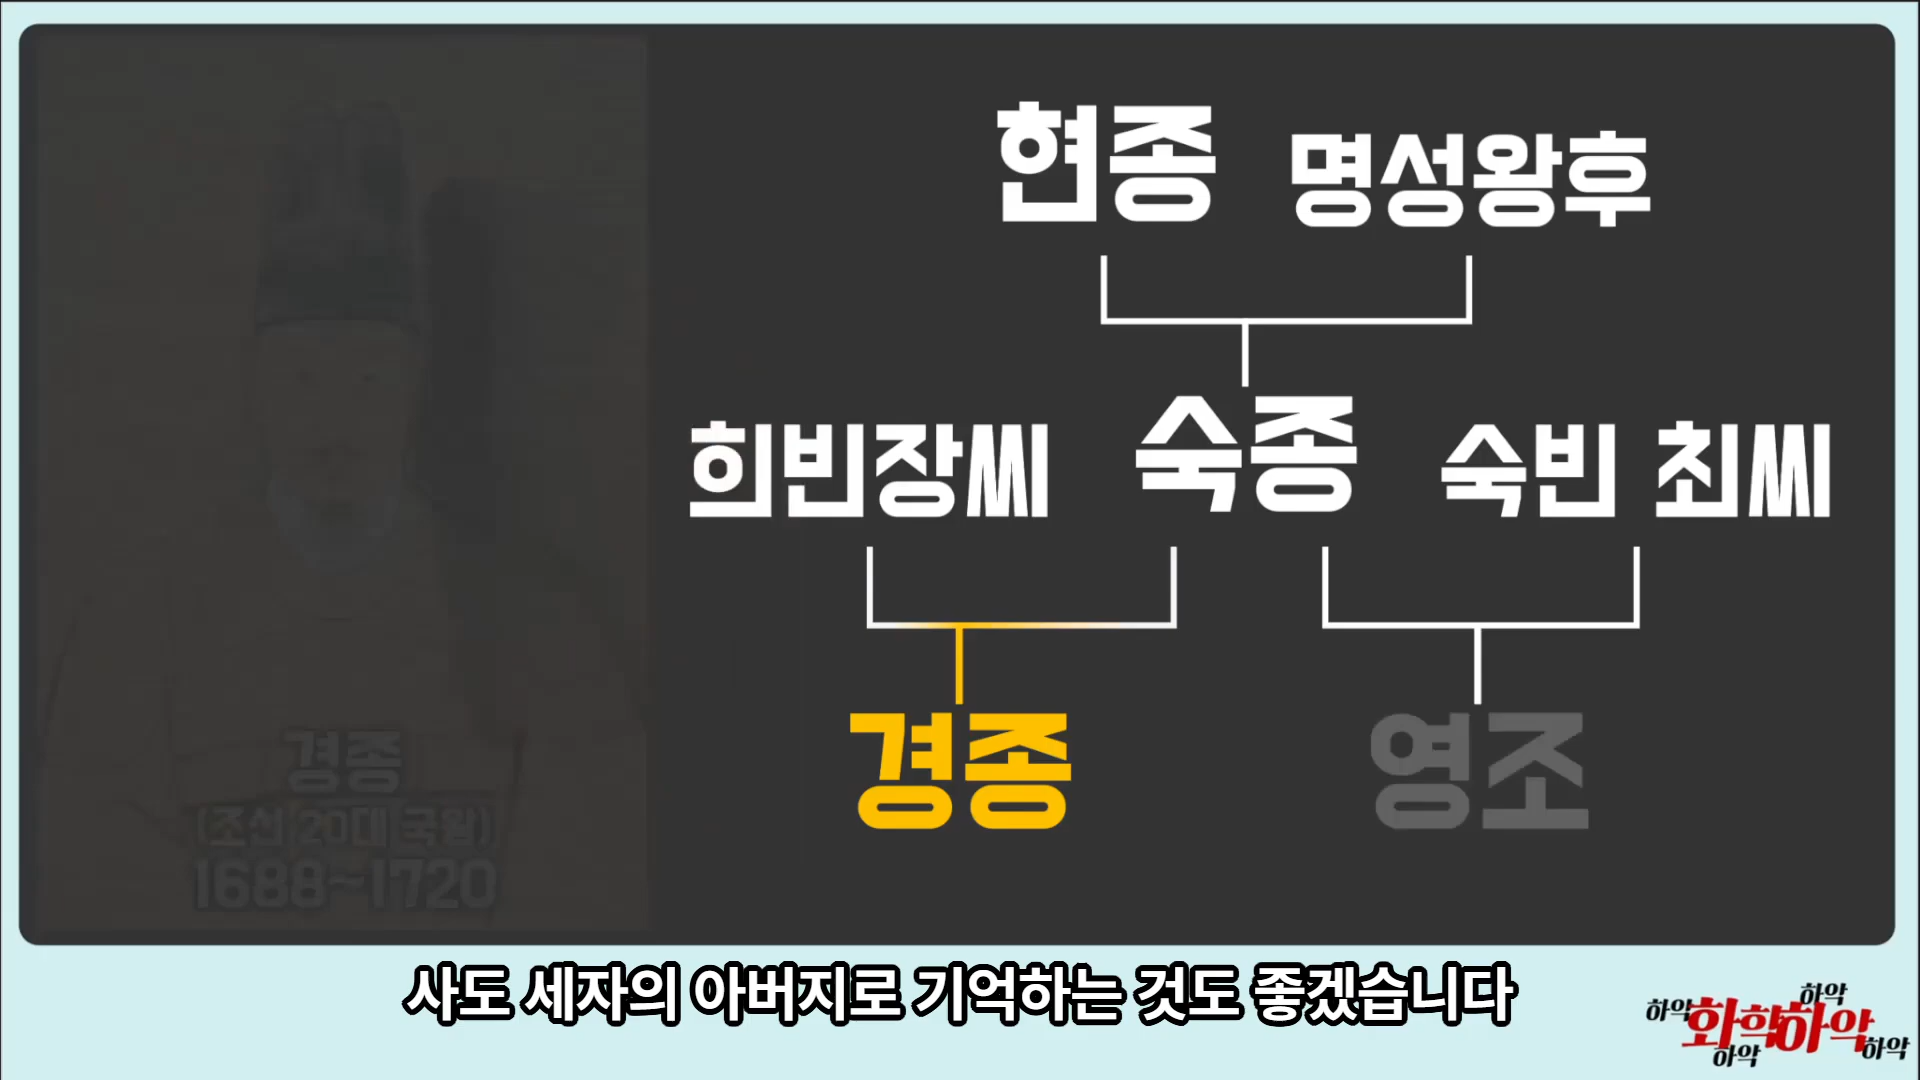 현종 명성왕후
희빈장씨 숙종 숙빈 최씨
경종 영조
경종
(조선 20대 국왕)
1688~1720
사도 세자의 아버지로 기억하는 것도 좋겠습니다
하악
하악
화학하악
하악
하악